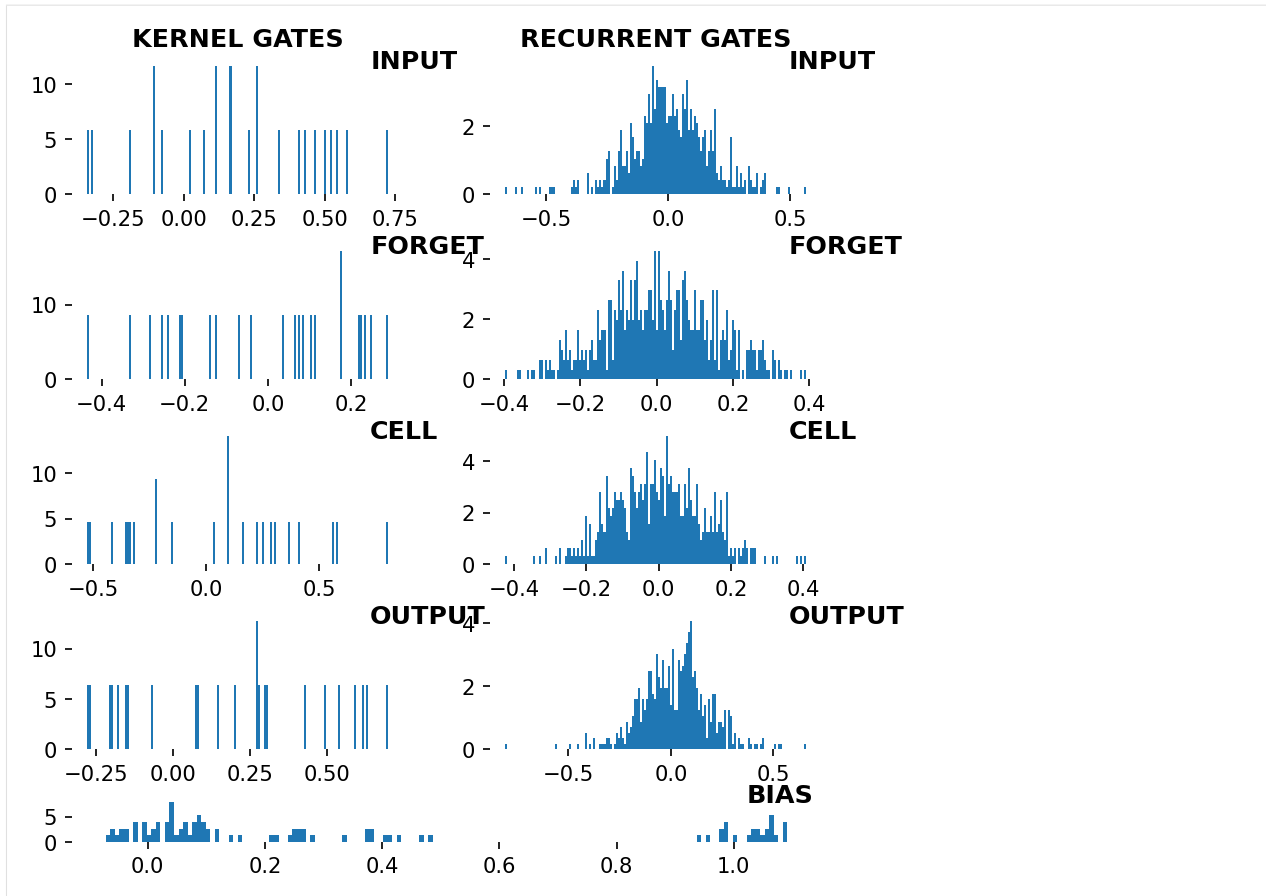 KERNEL GATES RECURRENT GATES
INPUT INPUT
10
5
0
2
0
−0.25 0.00 0.25 0.50 0.75
−0.5 0.0 0.5
FORGET FORGET
10
0
4
2
0
−0.4 −0.2 0.0 0.2
−0.4 −0.2 0.0 0.2 0.4
CELL CELL
10
5
0
4
2
0
−0.5 0.0 0.5
−0.4 −0.2 0.0 0.2 0.4
OUTPUT OUTPUT
10
5
0
4
2
0
−0.25 0.00 0.25 0.50
−0.5 0.0 0.5
BIAS
5
0
0.0 0.2 0.4 0.6 0.8 1.0